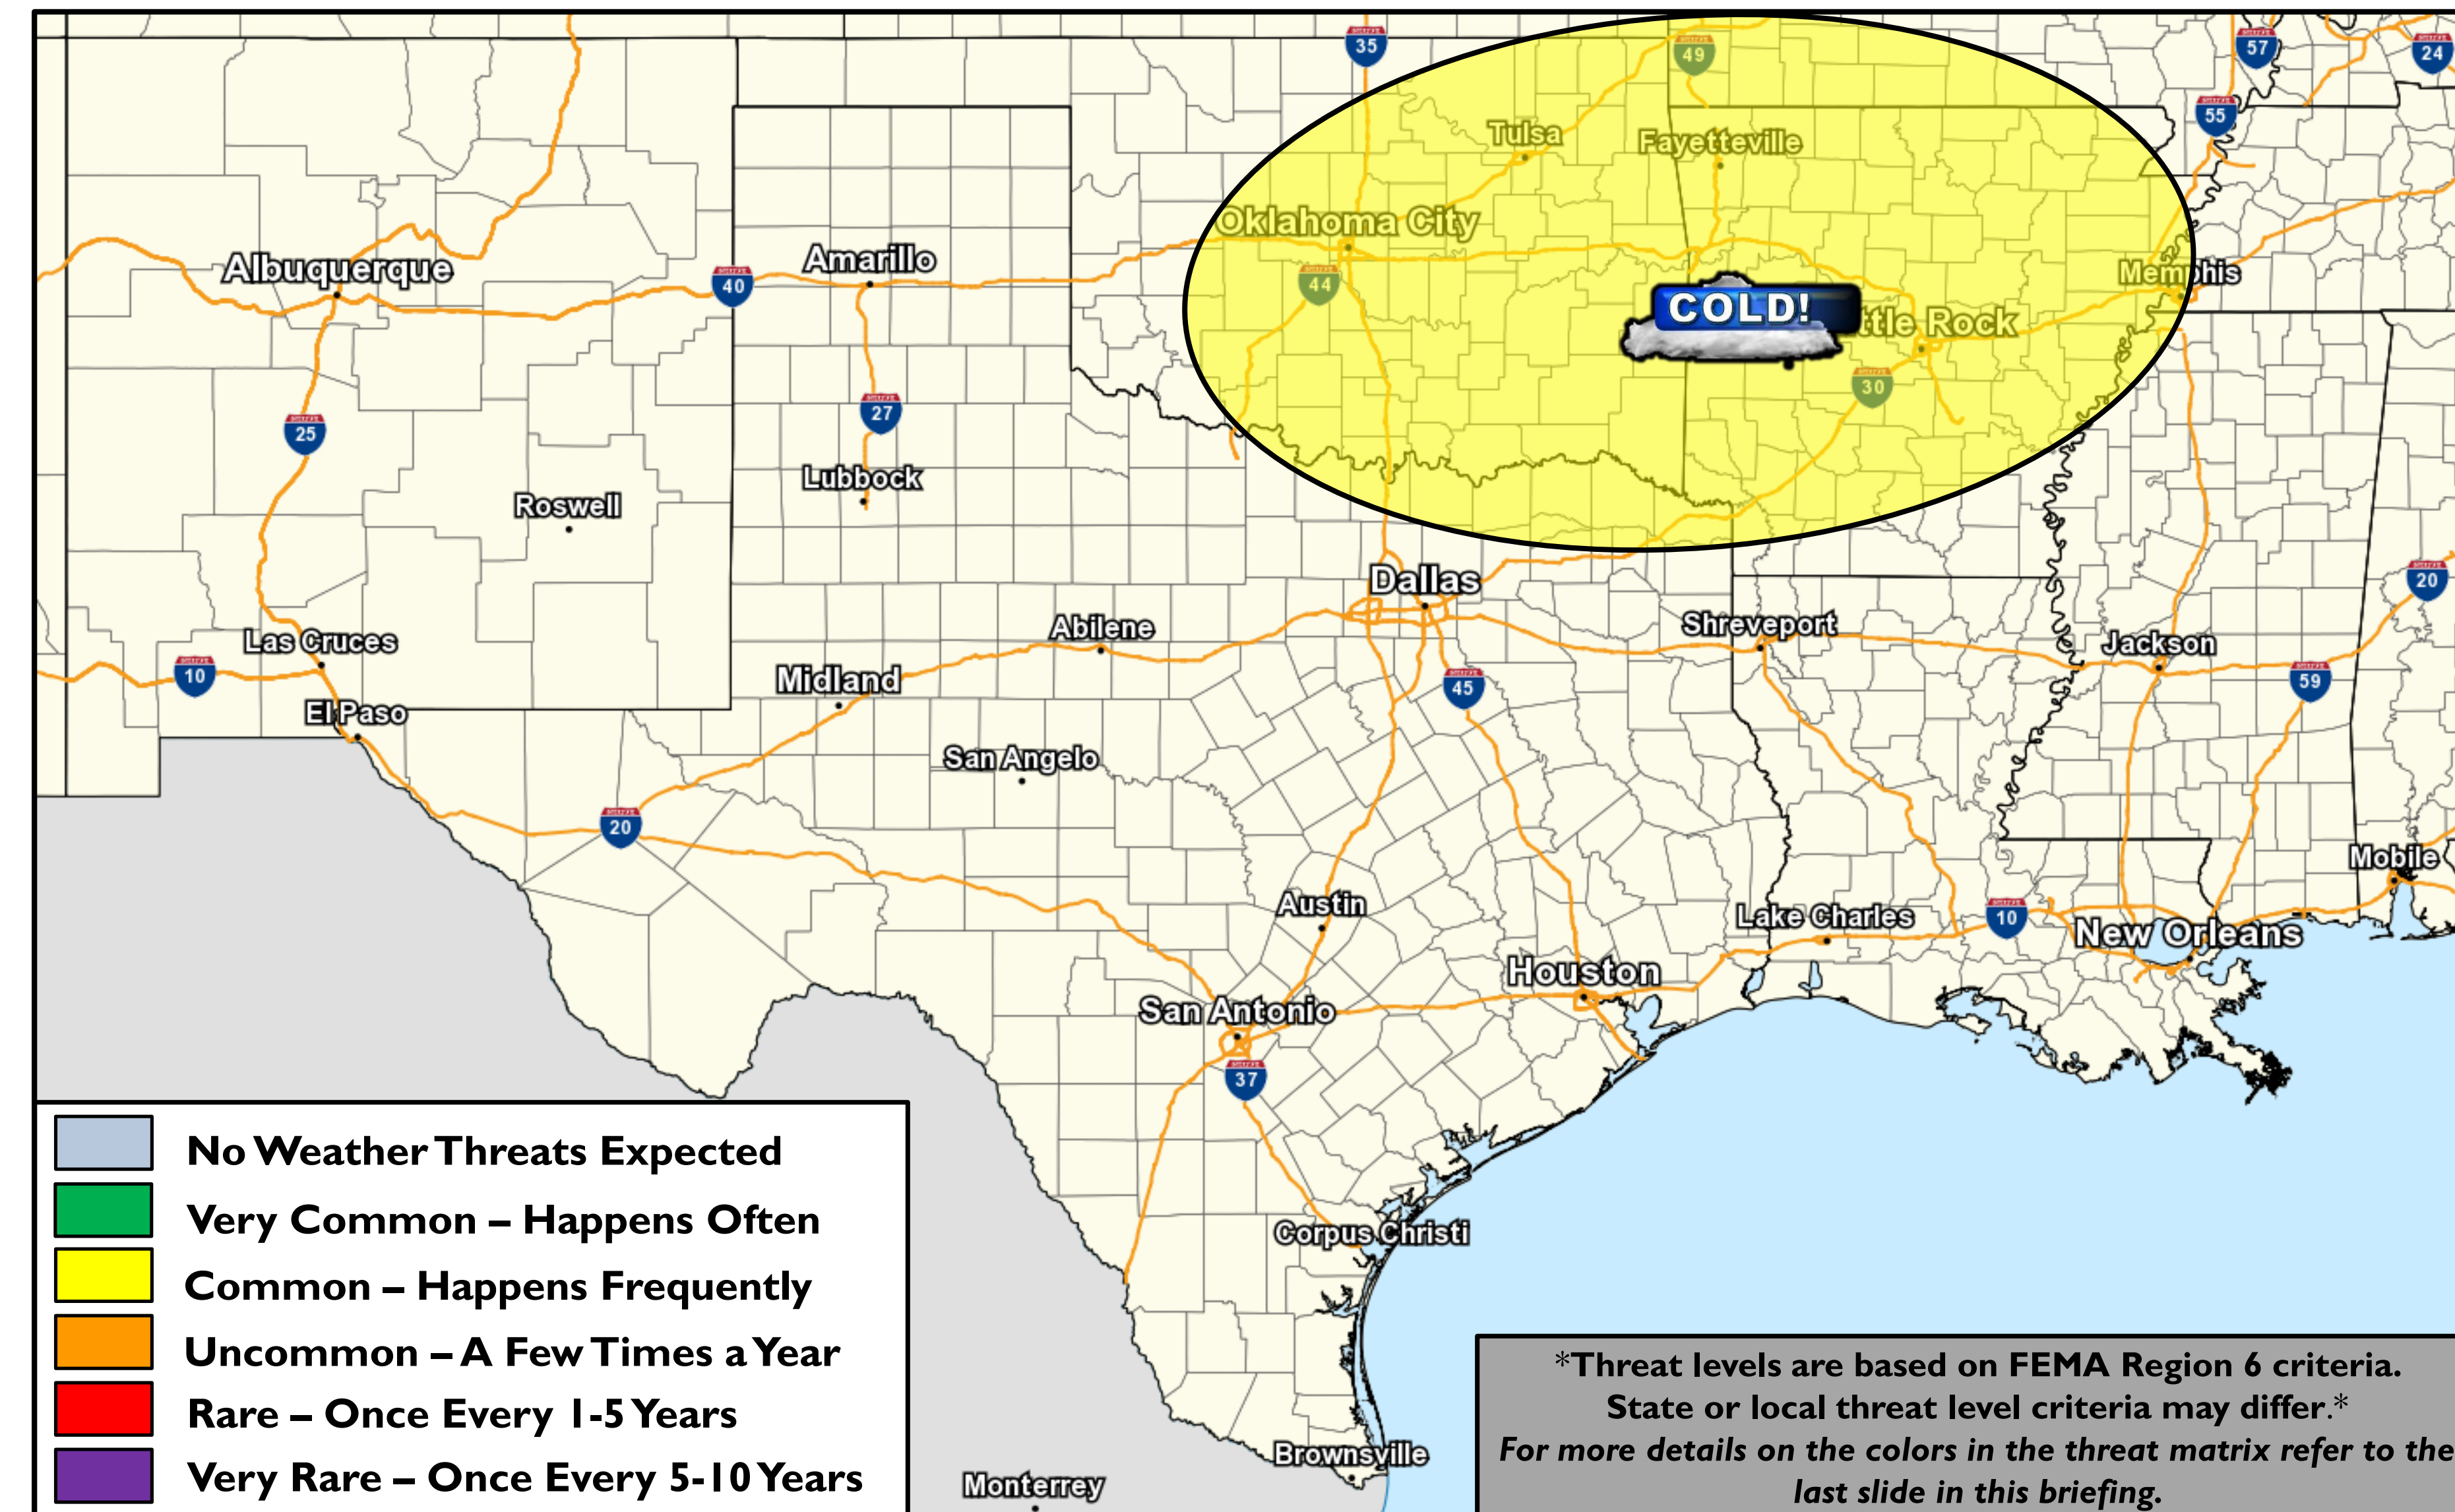 35
49
57
24
55
Tulsa
Fayetteville
Oklahoma City
Albuquerque
Amarillo
40
44
Memphis
COLD!
ttle Rock
30
25
27
Lubbock
Roswell
Dallas
20
Las Cruces
Abilene
Shreveport
Jackson
10
Midland
45
59
El Paso
San Angelo
20
Mobile
Austin
Lake Charles
10
New Orleans
Houston
San Antonio
37
Corpus Christi
Brownsville
Monterrey
No Weather Threats Expected
Very Common – Happens Often
Common – Happens Frequently
Uncommon – A Few Times a Year
Rare – Once Every 1-5 Years
Very Rare – Once Every 5-10 Years
*Threat levels are based on FEMA Region 6 criteria.
State or local threat level criteria may differ.*
For more details on the colors in the threat matrix refer to the
last slide in this briefing.